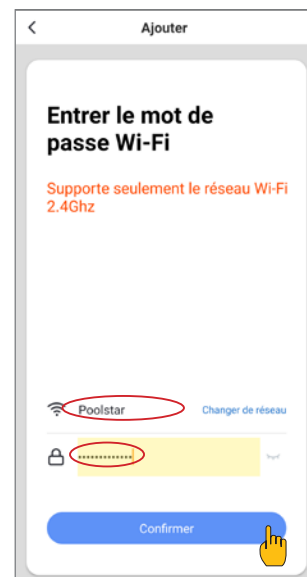 Ajouter
Entrer le mot de
passe Wi-Fi
Supporte seulement le réseau Wi-Fi
2.4Ghz
Poolstar
Changer de réseau
•••••••••••••
Confirmer